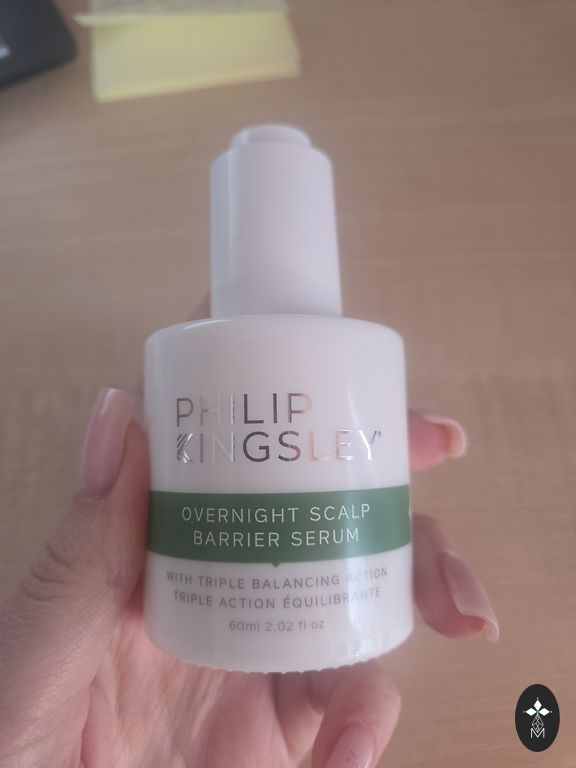 PHILIP
KINGSLEY®
OVERNIGHT SCALP
BARRIER SERUM
WITH TRIPLE BALANCING ACTION
TRIPLE ACTION ÉQUILIBRANTE
60ml 2.02 fl oz
M